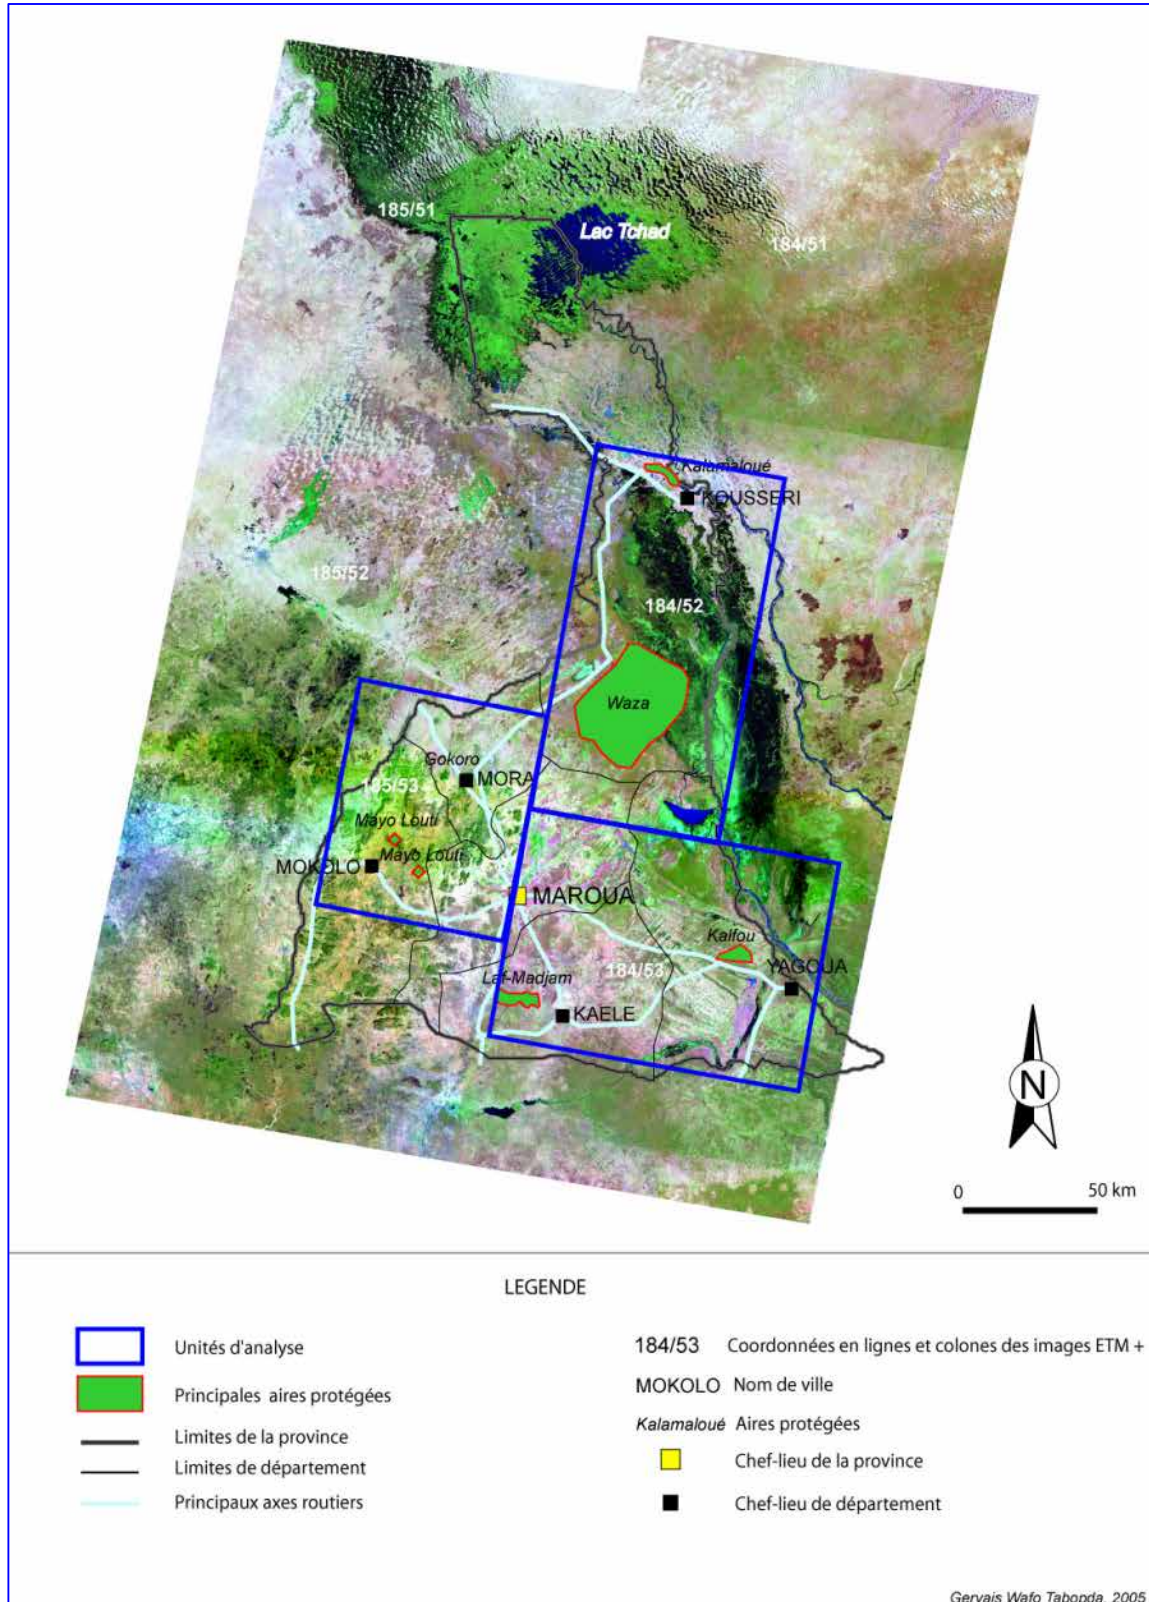 185/51
Lac Tchad
184/51
Kalamaloué
KOUSSERI
185/52
184/52
Waza
Gokoro
MORA
185/53
Mayo Louti
MOKOLO
Mayo Louti
MAROUA
Kalfou
184/53
YAGOUA
Laf-Madjam
KAELE
N
0 50 km
LEGENDE
Unités d'analyse
Principales aires protégées
Limites de la province
Limites de département
Principaux axes routiers
184/53 Coordonnées en lignes et colones des images ETM +
MOKOLO Nom de ville
Kalamaloué Aires protégées
Chef-lieu de la province
Chef-lieu de département
Gervais Wafo Tabopda, 2005